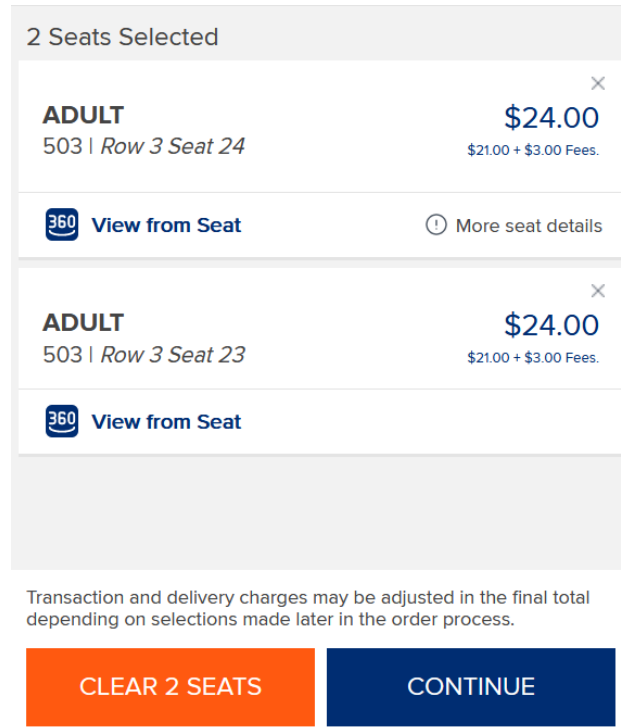 2 Seats Selected
ADULT
$24.00
503 | Row 3 Seat 24
$21.00 + $3.00 Fees.
360 View from Seat
More seat details
ADULT
$24.00
503 | Row 3 Seat 23
$21.00 + $3.00 Fees.
360 View from Seat
Transaction and delivery charges may be adjusted in the final total
depending on selections made later in the order process.
CLEAR 2 SEATS
CONTINUE